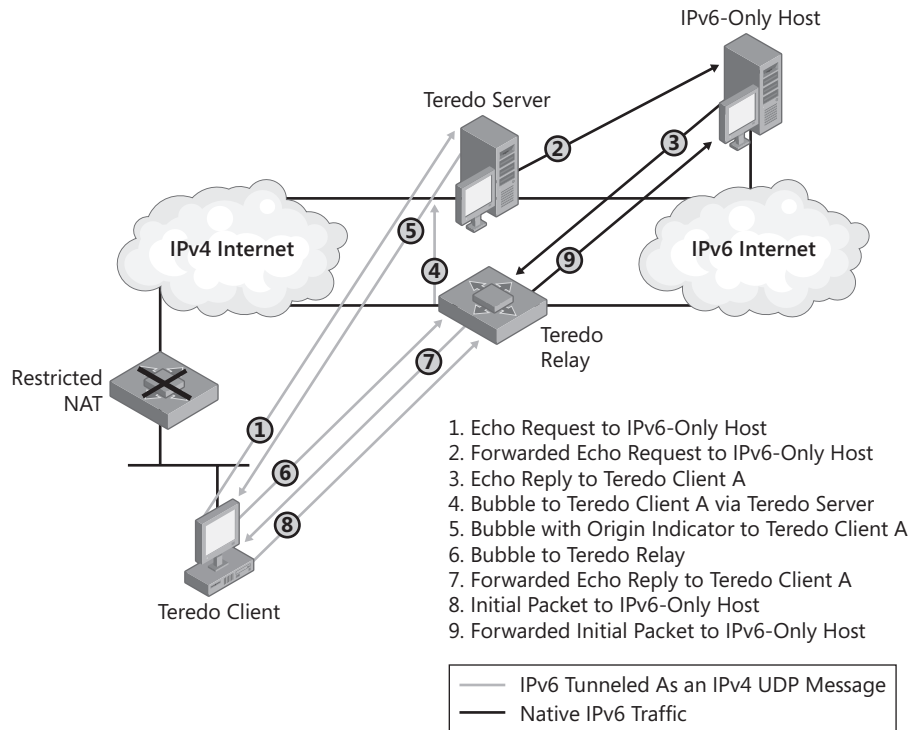 IPv6-Only Host
Teredo Server
2
3
5
IPv4 Internet
IPv6 Internet
4
9
Teredo
Relay
7
Restricted
NAT
1
6
8
Teredo Client
1. Echo Request to IPv6-Only Host
2. Forwarded Echo Request to IPv6-Only Host
3. Echo Reply to Teredo Client A
4. Bubble to Teredo Client A via Teredo Server
5. Bubble with Origin Indicator to Teredo Client A
6. Bubble to Teredo Relay
7. Forwarded Echo Reply to Teredo Client A
8. Initial Packet to IPv6-Only Host
9. Forwarded Initial Packet to IPv6-Only Host
IPv6 Tunneled As an IPv4 UDP Message
Native IPv6 Traffic